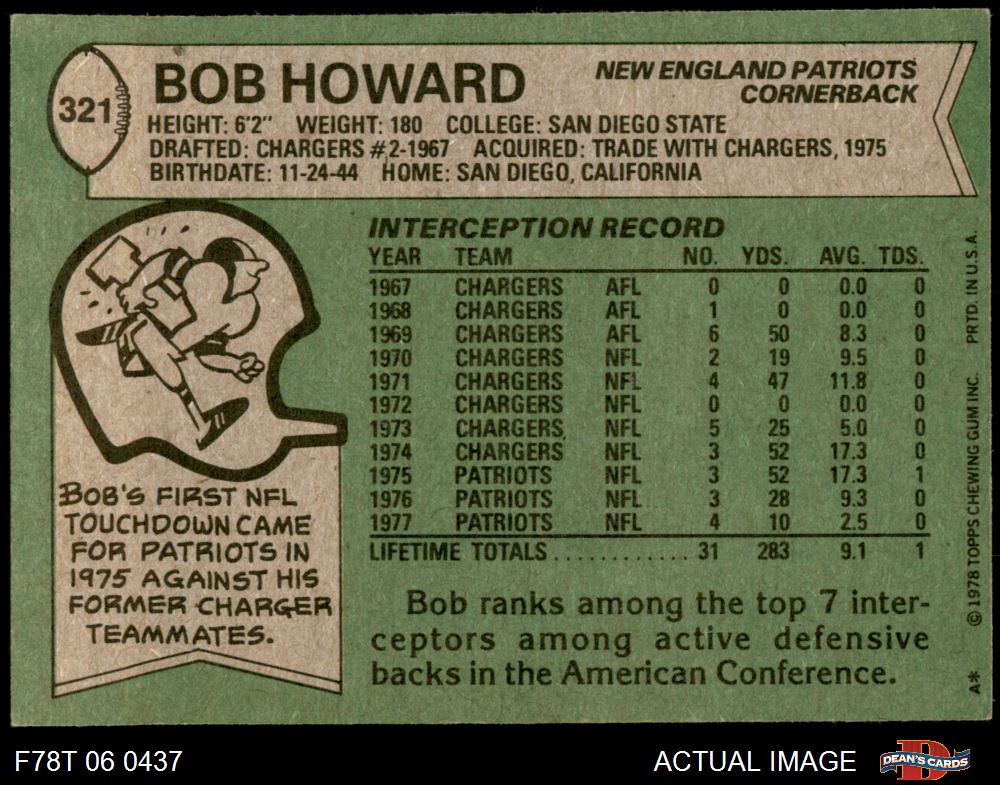 321
BOB HOWARD
NEW ENGLAND PATRIOTS
CORNERBACK
HEIGHT: 6'2" WEIGHT: 180 COLLEGE: SAN DIEGO STATE
DRAFTED: CHARGERS #2-1967 ACQUIRED: TRADE WITH CHARGERS, 1975
BIRTHDATE: 11-24-44 HOME: SAN DIEGO, CALIFORNIA
INTERCEPTION RECORD
YEAR TEAM NO. YDS. AVG. TDS.
1967 CHARGERS AFL 0 0 0.0 0
1968 CHARGERS AFL 1 0 0.0 0
1969 CHARGERS AFL 6 50 8.3 0
1970 CHARGERS NFL 2 19 9.5 0
1971 CHARGERS NFL 4 47 11.8 0
1972 CHARGERS NFL 0 0 0.0 0
1973 CHARGERS NFL 5 25 5.0 0
1974 CHARGERS NFL 3 52 17.3 0
1975 PATRIOTS NFL 3 52 17.3 1
1976 PATRIOTS NFL 3 28 9.3 0
1977 PATRIOTS NFL 4 10 2.5 0
LIFETIME TOTALS............31 283 9.1 1
BOB'S FIRST NFL
TOUCHDOWN CAME
FOR PATRIOTS IN
1975 AGAINST HIS
FORMER CHARGER
TEAMMATES.
Bob ranks among the top 7 inter-
ceptors among active defensive
backs in the American Conference.
A* © 1978 TOPPS CHEWING GUM INC. PRTD. IN U.S.A.
F78T 06 0437
ACTUAL IMAGE
DEAN'S CARDS